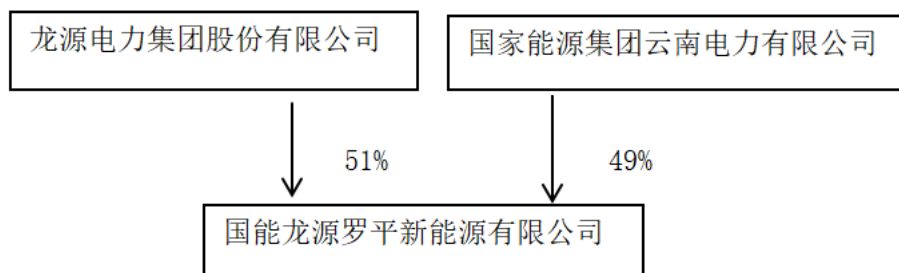 龙源电力集团股份有限公司
国家能源集团云南电力有限公司
51%
49%
国能龙源罗平新能源有限公司